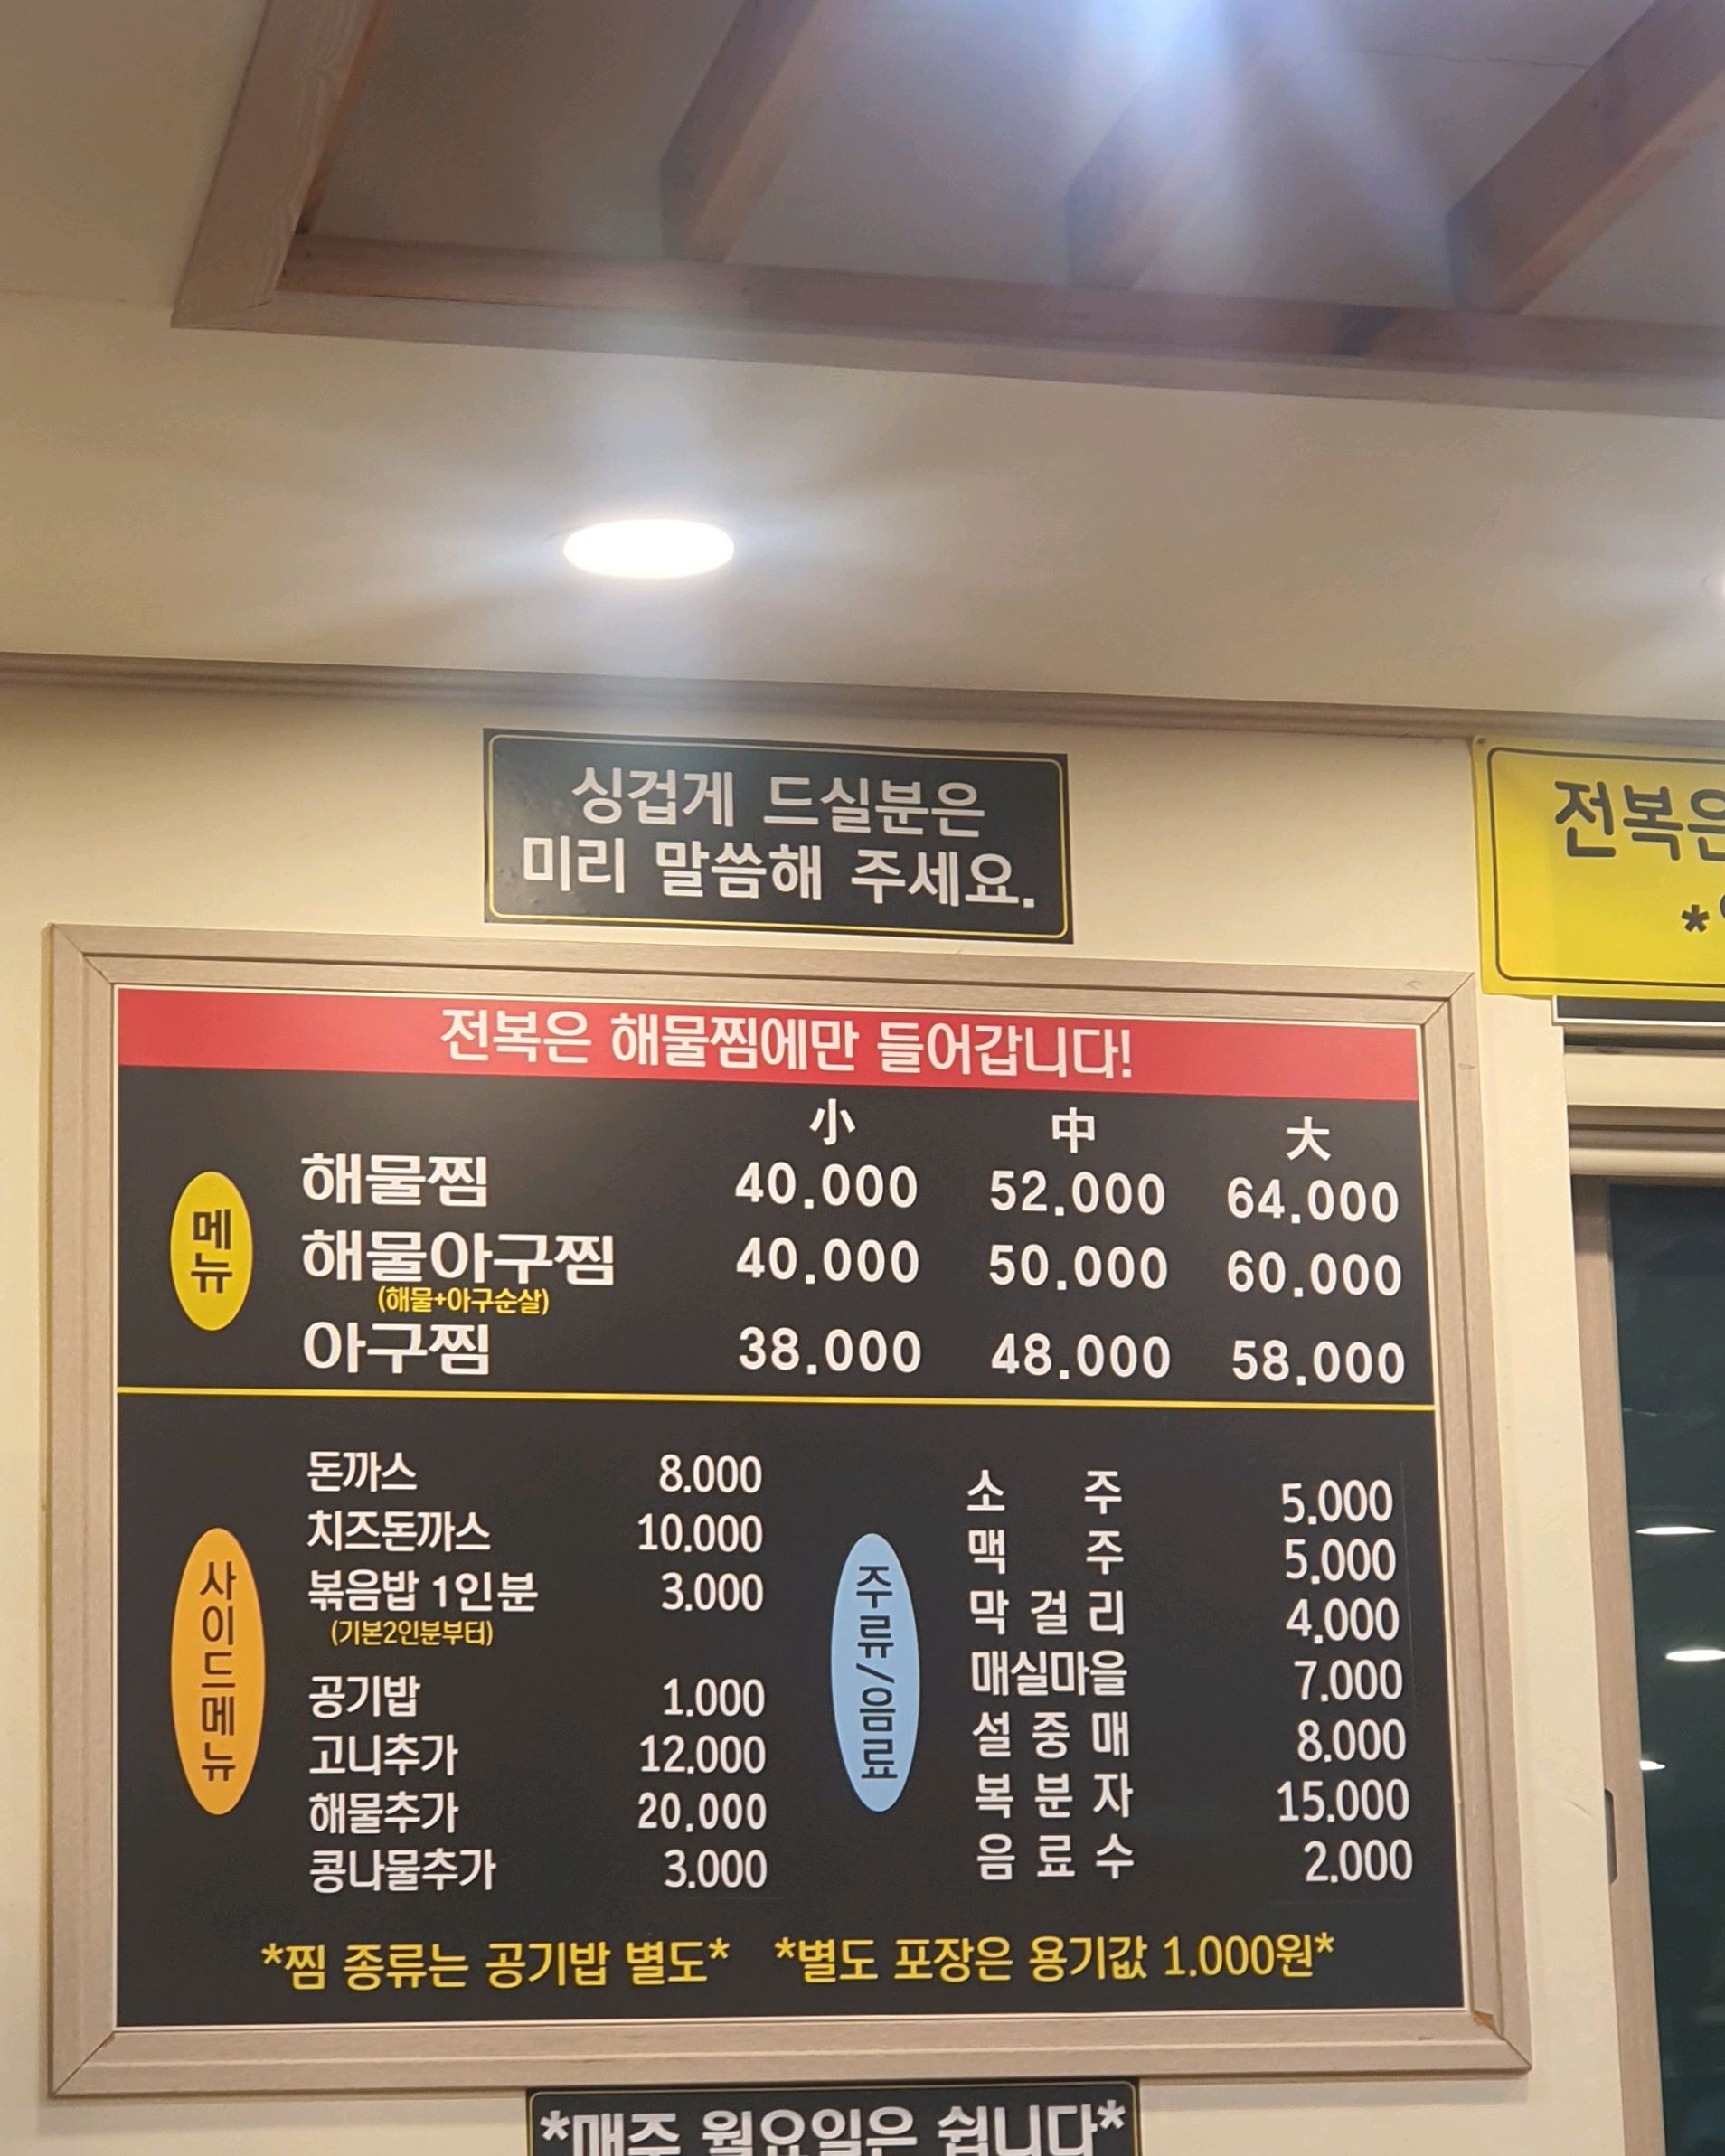 싱겁게 드실분은
미리 말씀해 주세요.
전복은
*
전복은 해물찜에만 들어갑니다!
小 中 大
메뉴
해물찜 40.000 52.000 64.000
해물아구찜 40.000 50.000 60.000
(해물+아구순살)
아구찜 38.000 48.000 58.000
사이드메뉴
돈까스 8.000
치즈돈까스 10.000
볶음밥 1인분 3.000
(기본2인분부터)
공기밥 1.000
고니추가 12.000
해물추가 20.000
콩나물추가 3.000
주류/음료
소 주 5.000
맥 주 5.000
막 걸 리 4.000
매실마을 7.000
설 중 매 8.000
복 분 자 15.000
음 료 수 2.000
*찜 종류는 공기밥 별도* *별도 포장은 용기값 1.000원*
*매주 월요일은 쉽니다*